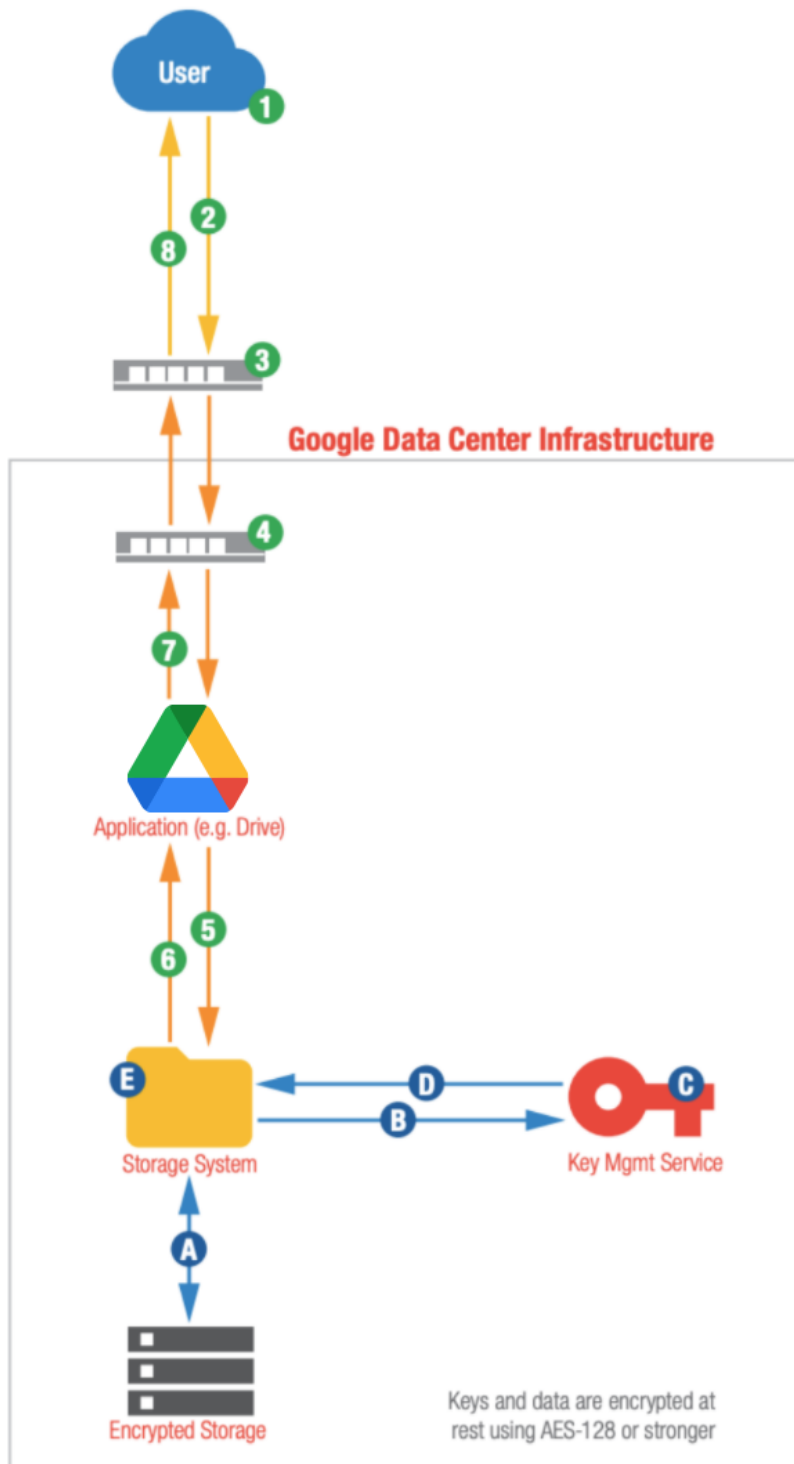 User
1
2
8
3
Google Data Center Infrastructure
4
7
Application (e.g. Drive)
5
6
E
D
C
B
Storage System
Key Mgmt Service
A
Keys and data are encrypted at
rest using AES-128 or stronger
Encrypted Storage